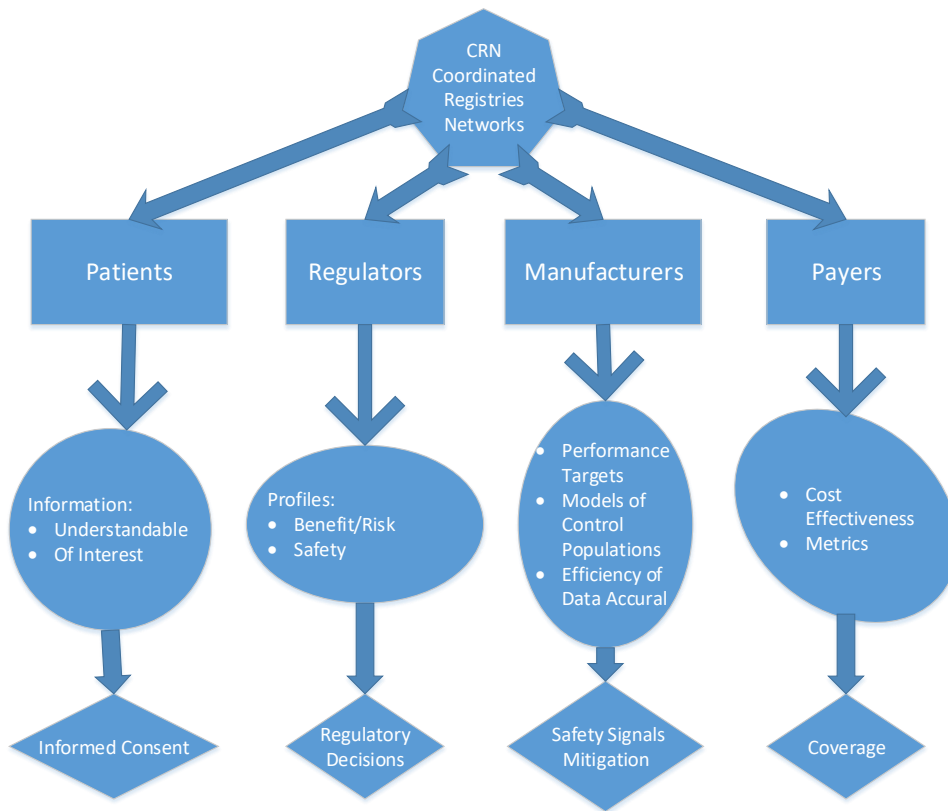 CRN
Coordinated
Registries
Networks
Patients
Regulators
Manufacturers
Payers
Information:
• Understandable
• Of Interest
Profiles:
• Benefit/Risk
• Safety
• Performance
Targets
• Models of
Control
Populations
• Efficiency of
Data Accural
• Cost
Effectiveness
• Metrics
Informed Consent
Regulatory
Decisions
Safety Signals
Mitigation
Coverage